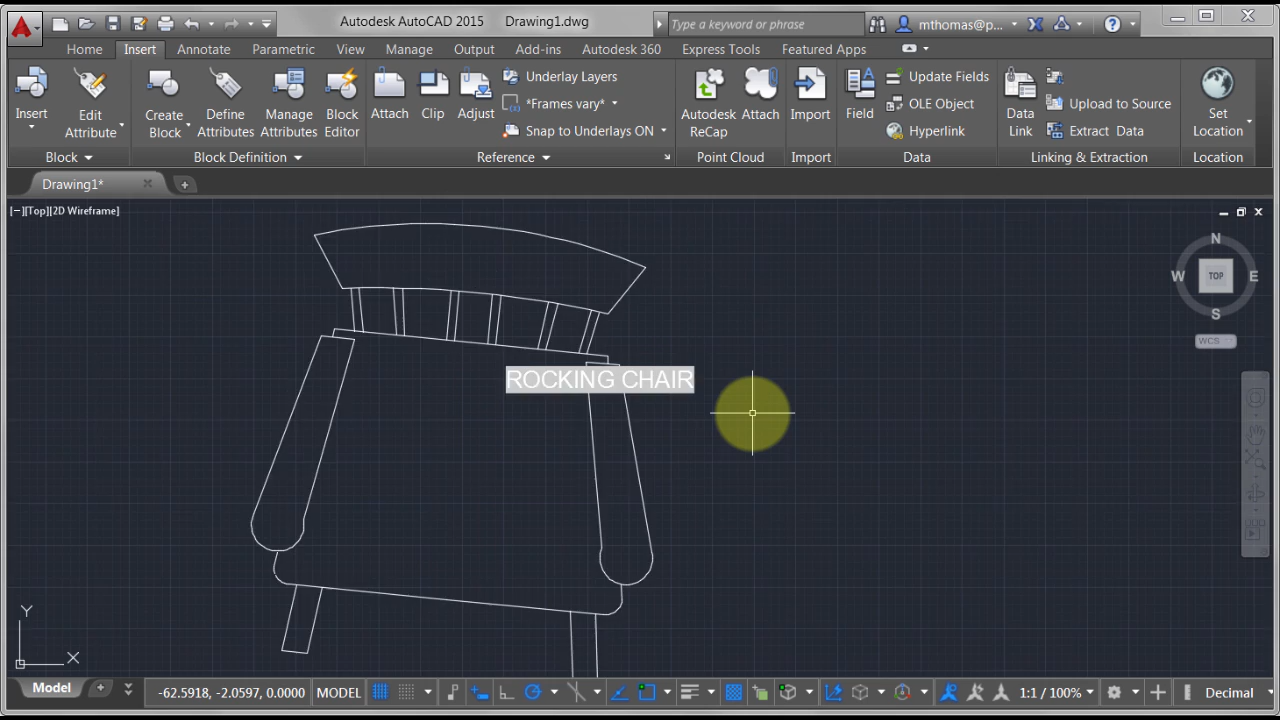 Autodesk AutoCAD 2015 Drawing1.dwg Type a keyword or phrase mthomas@p...
Home Insert Annotate Parametric View Manage Output Add-ins Autodesk 360 Express Tools Featured Apps
Insert
Edit Attribute
Create Block
Define Attributes
Manage Attributes
Block Editor
Attach
Clip
Adjust
Underlay Layers
*Frames vary*
Snap to Underlays ON
Autodesk ReCap
Attach
Import
Field
Update Fields
OLE Object
Hyperlink
Data Link
Upload to Source
Extract Data
Set Location
Block Block Definition Reference Point Cloud Import Data Linking & Extraction Location
Drawing1*
[−][Top][2D Wireframe]
N
W TOP E
S
WCS
ROCKING CHAIR
Y
X
Model -62.5918, -2.0597, 0.0000 MODEL 1:1 / 100% Decimal